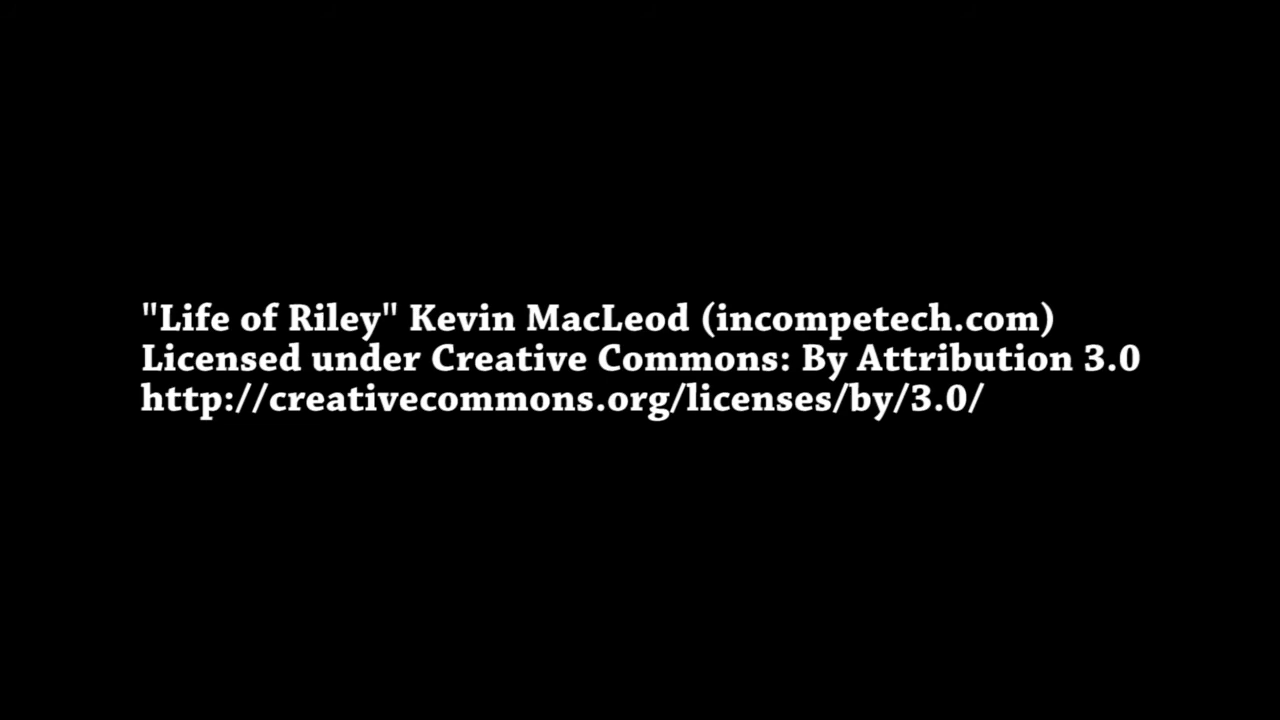 "Life of Riley" Kevin MacLeod (incompetech.com)
Licensed under Creative Commons: By Attribution 3.0
http://creativecommons.org/licenses/by/3.0/